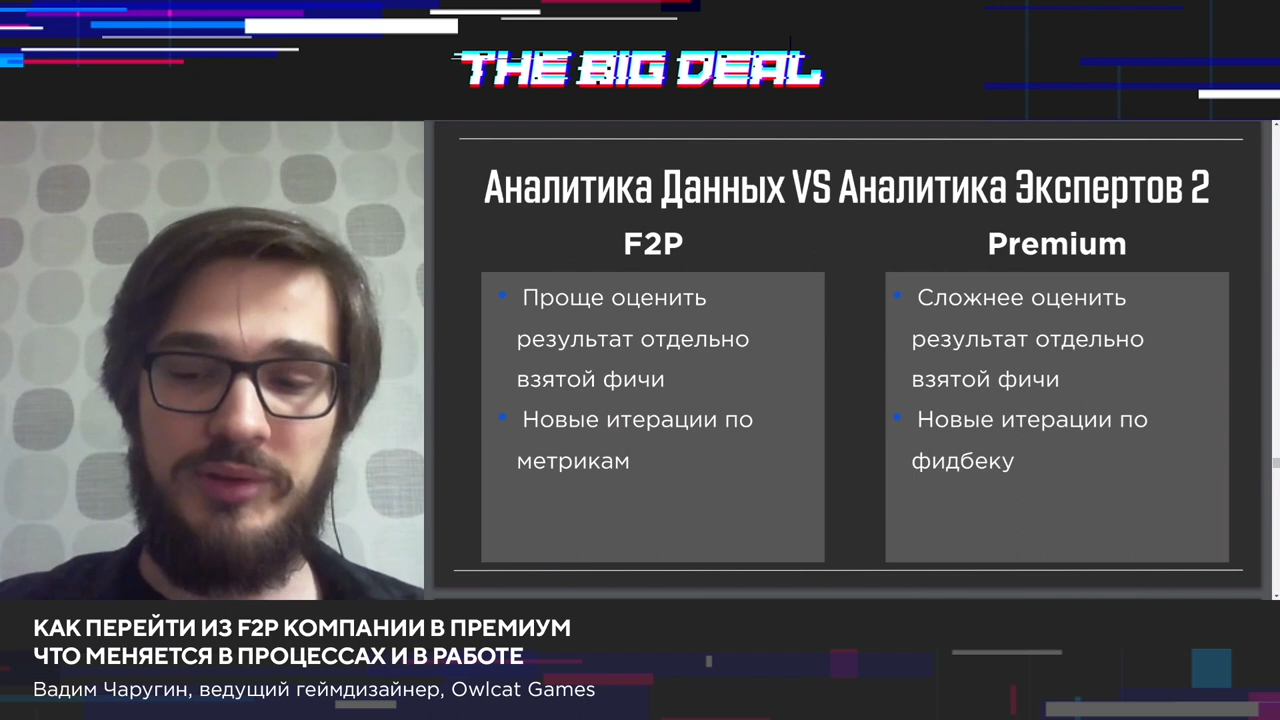 THE BIG DEAL
Аналитика Данных VS Аналитика Экспертов 2
F2P
• Проще оценить
результат отдельно
взятой фичи
• Новые итерации по
метрикам
Premium
• Сложнее оценить
результат отдельно
взятой фичи
• Новые итерации по
фидбеку
КАК ПЕРЕЙТИ ИЗ F2P КОМПАНИИ В ПРЕМИУМ
ЧТО МЕНЯЕТСЯ В ПРОЦЕССАХ И В РАБОТЕ
Вадим Чаругин, ведущий геймдизайнер, Owlcat Games